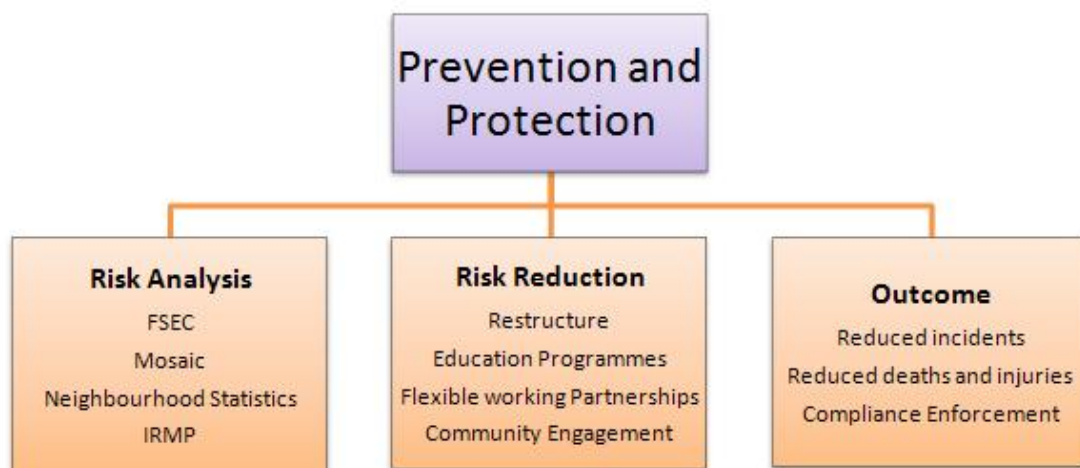 Prevention and
Protection
Risk Analysis
FSEC
Mosaic
Neighbourhood Statistics
IRMP
Risk Reduction
Restructure
Education Programmes
Flexible working Partnerships
Community Engagement
Outcome
Reduced incidents
Reduced deaths and injuries
Compliance Enforcement